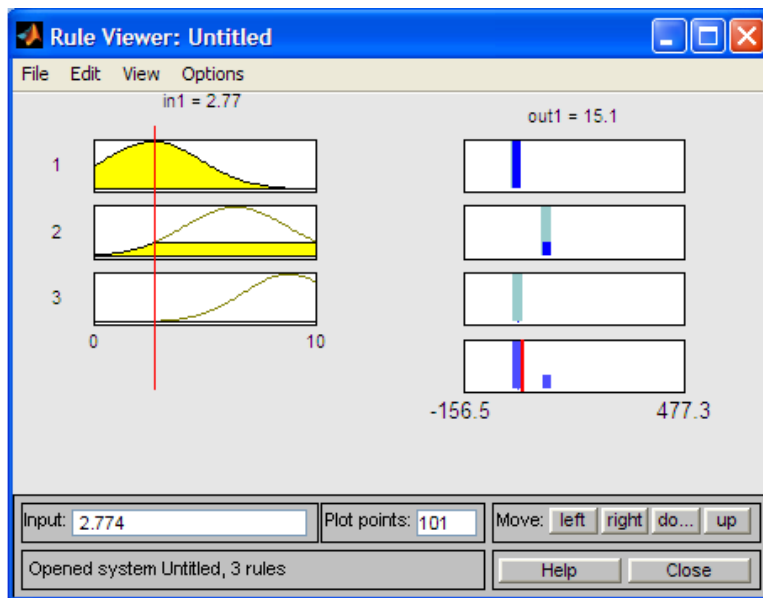 Rule Viewer: Untitled
File Edit View Options
in1 = 2.77
out1 = 15.1
1
2
3
0 10
-156.5 477.3
Input: 2.774 Plot points: 101 Move: left right do... up
Opened system Untitled, 3 rules Help Close